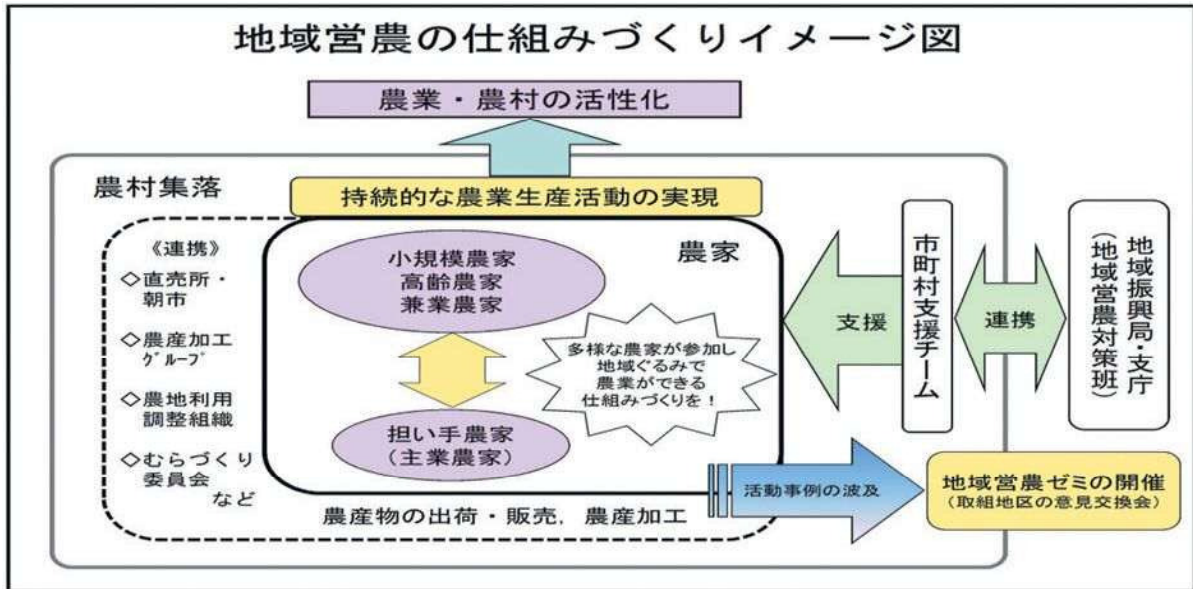 地域営農の仕組みづくりイメージ図
農業・農村の活性化
農村集落
持続的な農業生産活動の実現
《連携》
◇直売所・
朝市
◇農産加工
ｸﾞﾙｰﾌﾟ
◇農地利用
調整組織
◇むらづくり
委員会
など
農家
小規模農家
高齢農家
兼業農家
多様な農家が参加し
地域ぐるみで
農業ができる
仕組みづくりを！
担い手農家
（主業農家）
農産物の出荷・販売，農産加工
支援
市町村支援チーム
連携
地域振興局・支庁
（地域営農対策班）
活動事例の波及
地域営農ゼミの開催
（取組地区の意見交換会）